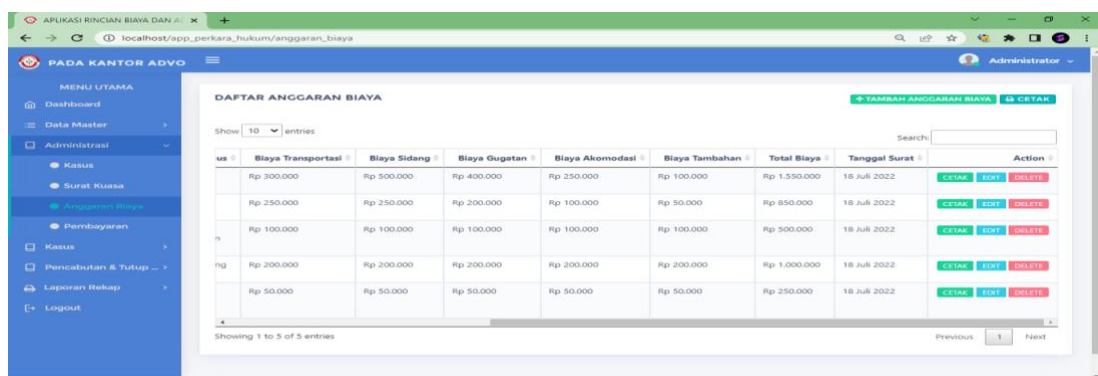 APLIKASI RINCIAN BIAYA DAN A
localhost/app_perkara_hukum/anggaran_biaya
PADA KANTOR ADVO
Administrator
MENU UTAMA
Dashboard
Data Master
Administrasi
Kasus
Surat Kuasa
Anggaran Biaya
Pembayaran
Kasus
Pencabutan & Tutup ...
Laporan Rekap
Logout
DAFTAR ANGGARAN BIAYA
+ TAMBAH ANGGARAN BIAYA CETAK
Show 10 entries
Search:
us Biaya Transportasi Biaya Sidang Biaya Gugatan Biaya Akomodasi Biaya Tambahan Total Biaya Tanggal Surat Action
Rp 300.000 Rp 500.000 Rp 400.000 Rp 250.000 Rp 100.000 Rp 1.550.000 18 Juli 2022 CETAK EDIT DELETE
Rp 250.000 Rp 250.000 Rp 200.000 Rp 100.000 Rp 50.000 Rp 850.000 18 Juli 2022 CETAK EDIT DELETE
Rp 100.000 Rp 100.000 Rp 100.000 Rp 100.000 Rp 100.000 Rp 500.000 18 Juli 2022 CETAK EDIT DELETE
n
ng Rp 200.000 Rp 200.000 Rp 200.000 Rp 200.000 Rp 200.000 Rp 1.000.000 18 Juli 2022 CETAK EDIT DELETE
Rp 50.000 Rp 50.000 Rp 50.000 Rp 50.000 Rp 50.000 Rp 250.000 18 Juli 2022 CETAK EDIT DELETE
Showing 1 to 5 of 5 entries
Previous 1 Next